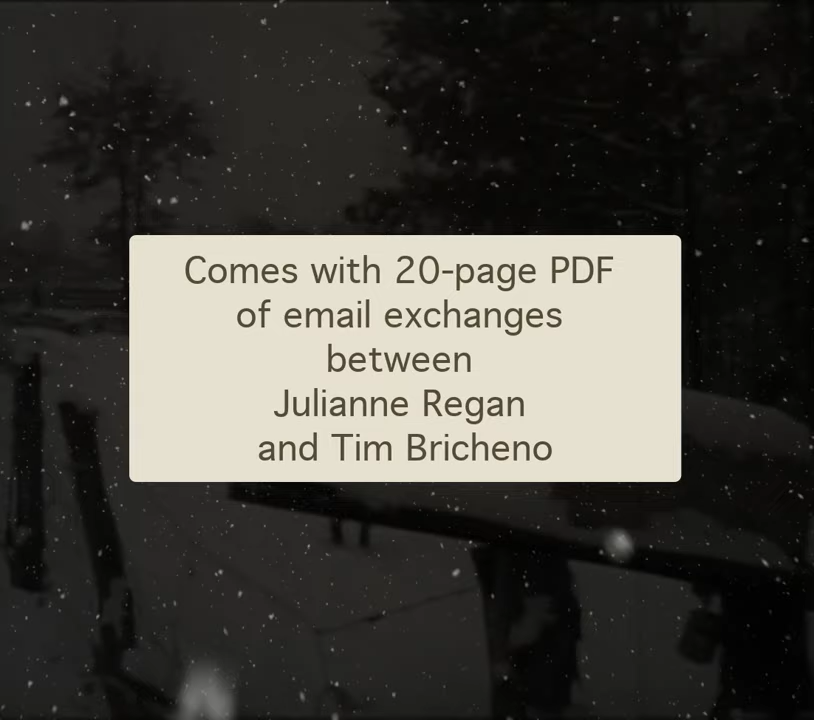 Comes with 20-page PDF
of email exchanges
between
Julianne Regan
and Tim Bricheno